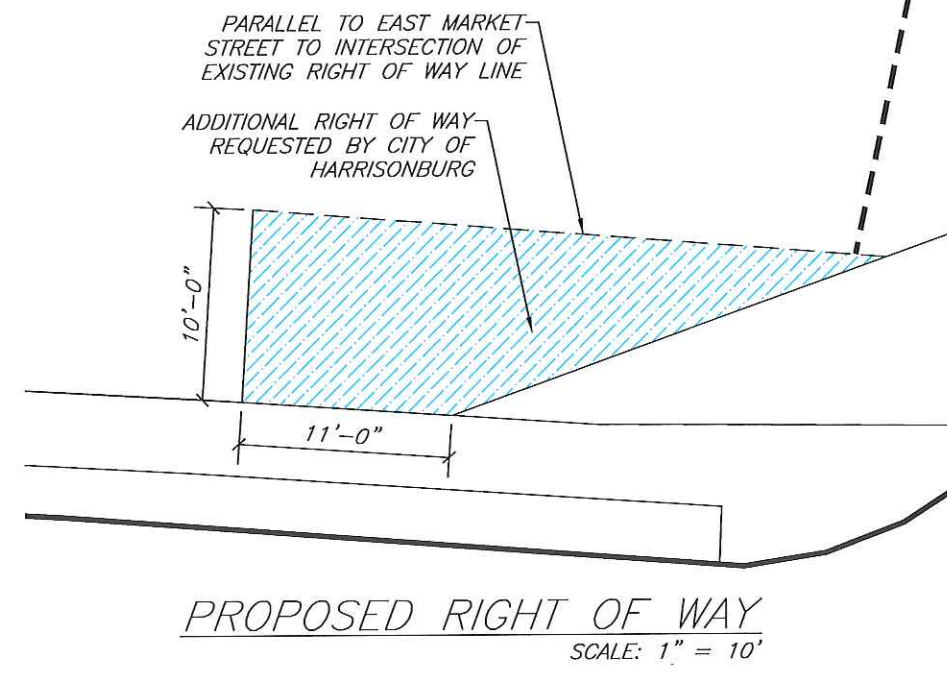 PARALLEL TO EAST MARKET
STREET TO INTERSECTION OF
EXISTING RIGHT OF WAY LINE
ADDITIONAL RIGHT OF WAY
REQUESTED BY CITY OF
HARRISONBURG
10'-0"
11'-0"
PROPOSED RIGHT OF WAY
SCALE: 1" = 10'